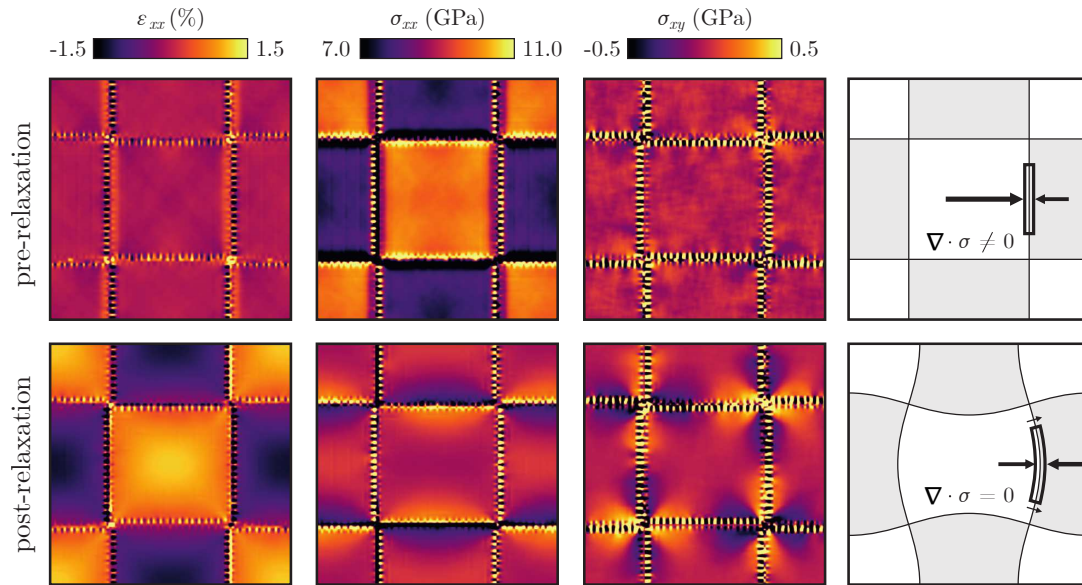 ε_xx (%)
-1.5 1.5
σ_xx (GPa)
7.0 11.0
σ_xy (GPa)
-0.5 0.5
pre-relaxation
∇· σ ≠ 0
post-relaxation
∇· σ = 0